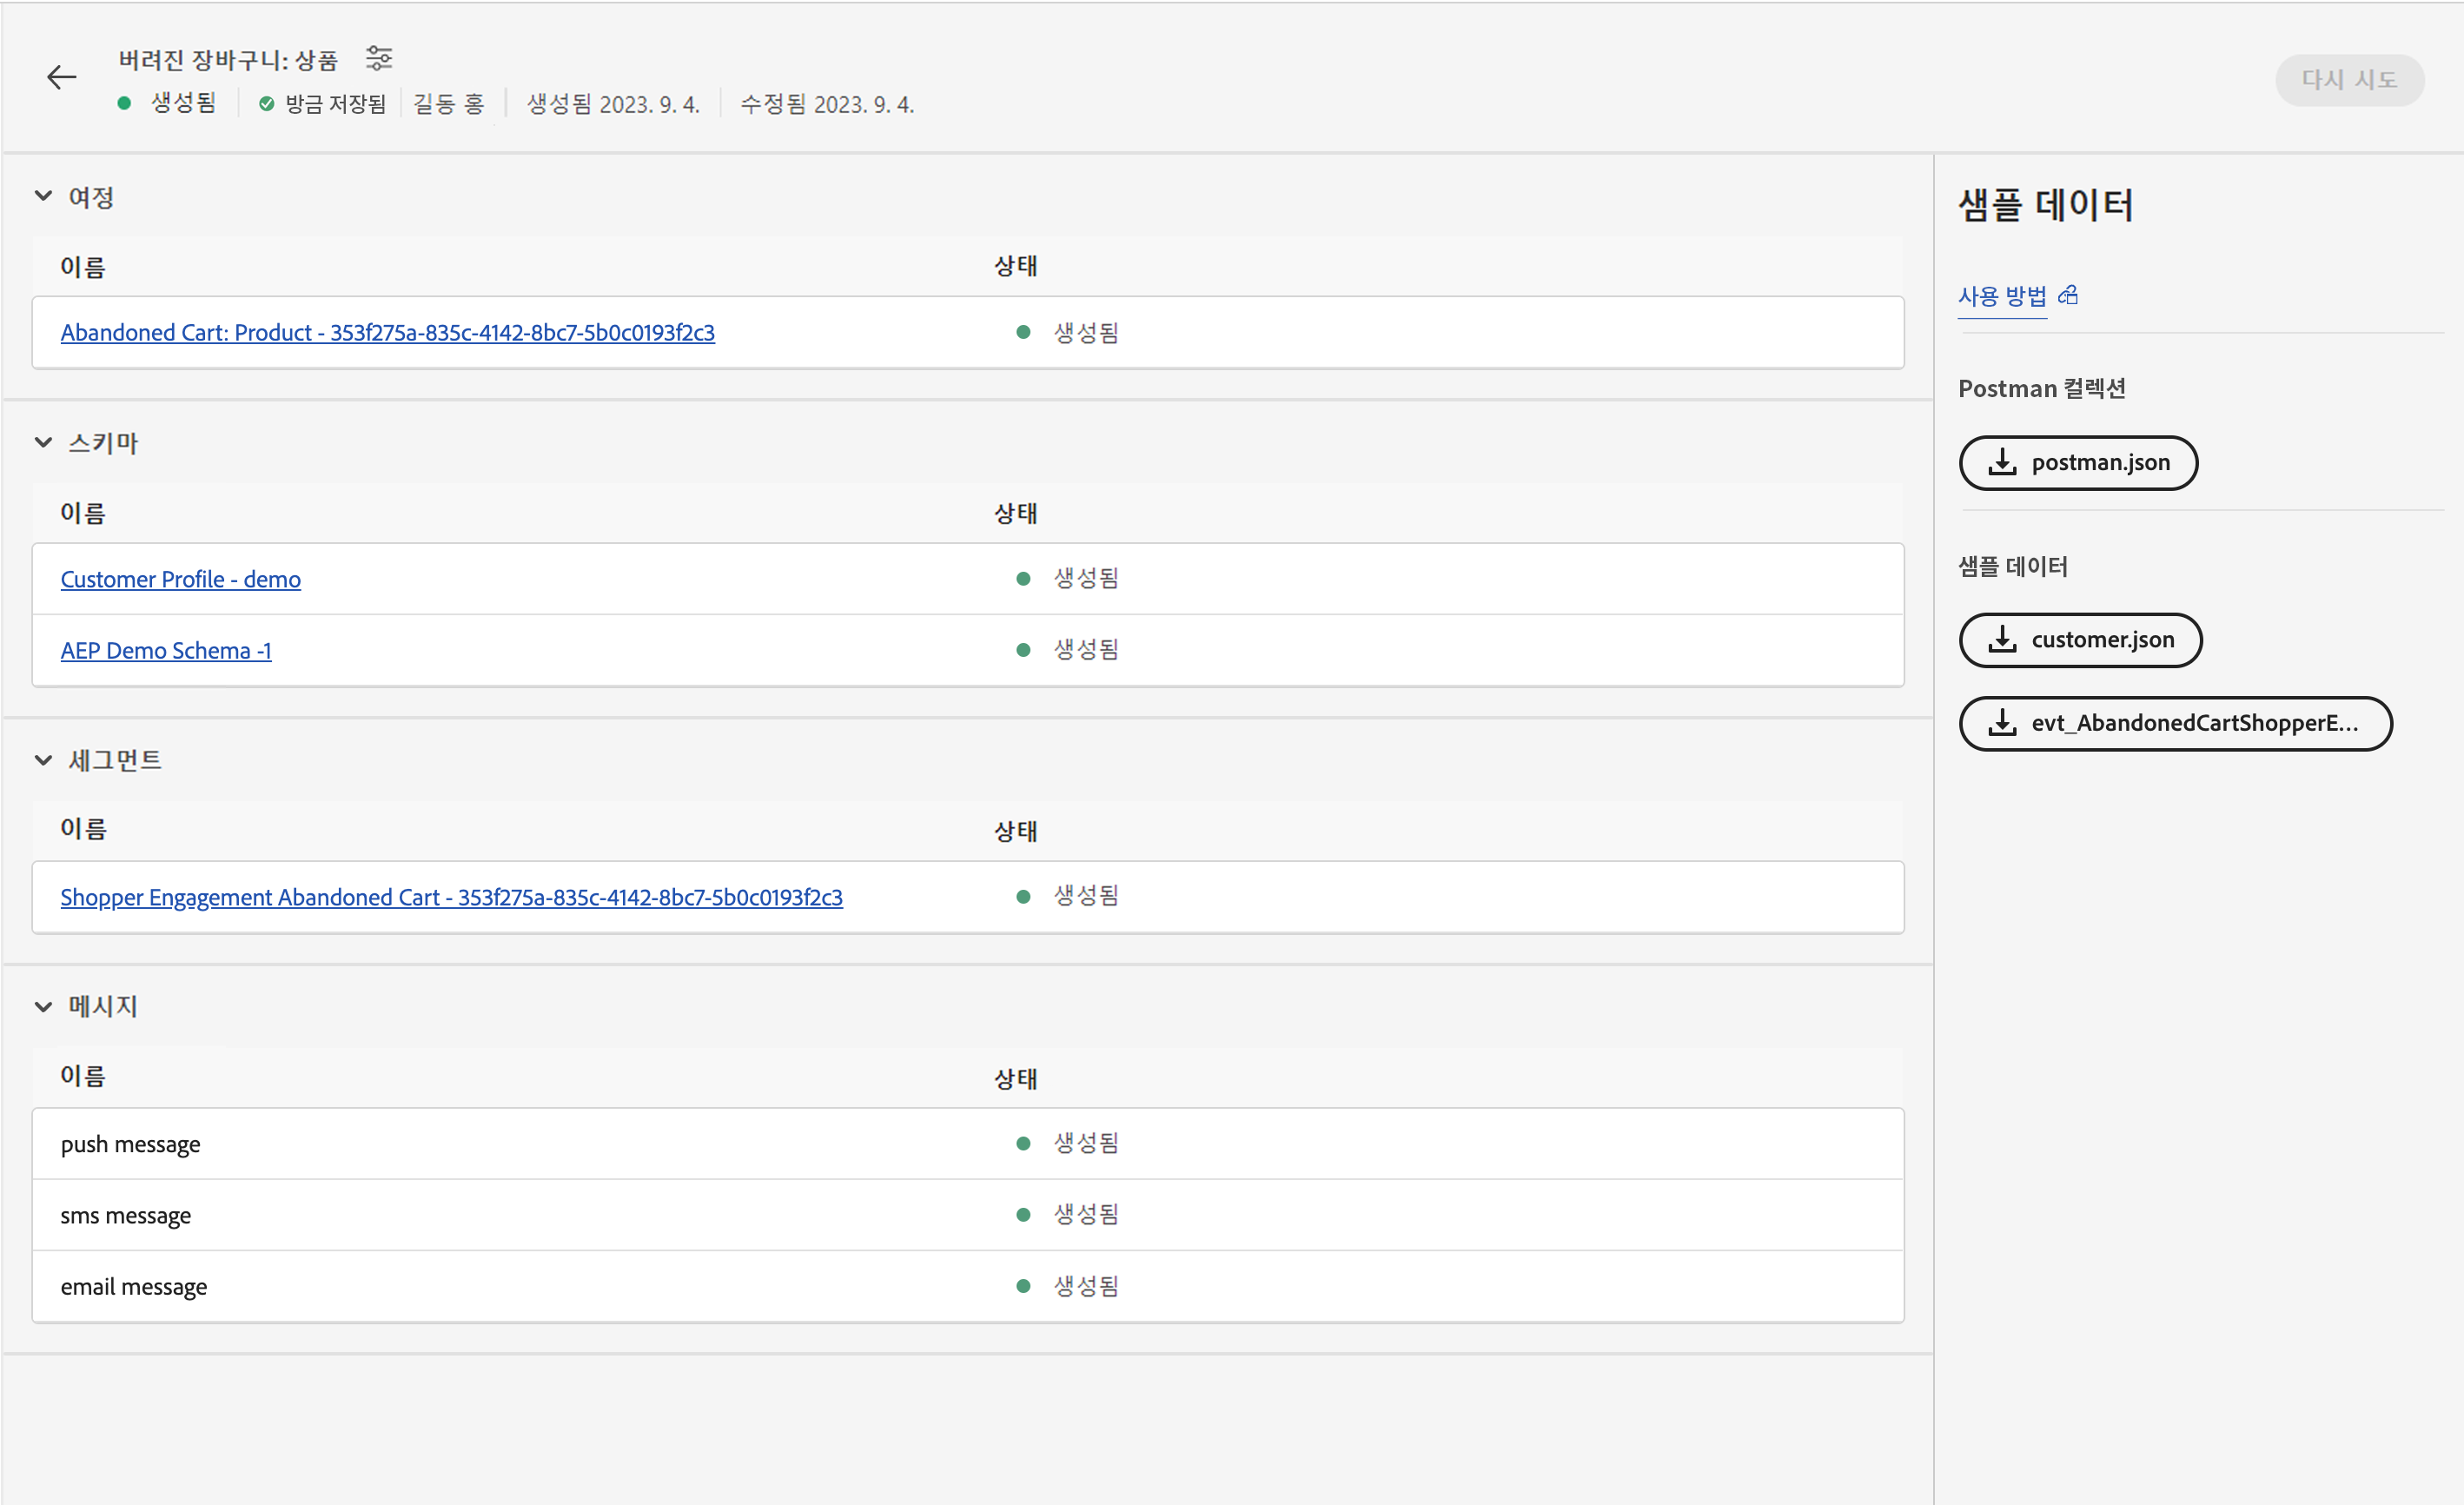 버려진 장바구니: 상품
생성됨 방금 저장됨 길동 홍 생성됨 2023. 9. 4. 수정됨 2023. 9. 4.
다시 시도
여정
이름 상태
Abandoned Cart: Product - 353f275a-835c-4142-8bc7-5b0c0193f2c3 생성됨
스키마
이름 상태
Customer Profile - demo 생성됨
AEP Demo Schema -1 생성됨
세그먼트
이름 상태
Shopper Engagement Abandoned Cart - 353f275a-835c-4142-8bc7-5b0c0193f2c3 생성됨
메시지
이름 상태
push message 생성됨
sms message 생성됨
email message 생성됨
샘플 데이터
사용 방법
Postman 컬렉션
postman.json
샘플 데이터
customer.json
evt_AbandonedCartShopperE...